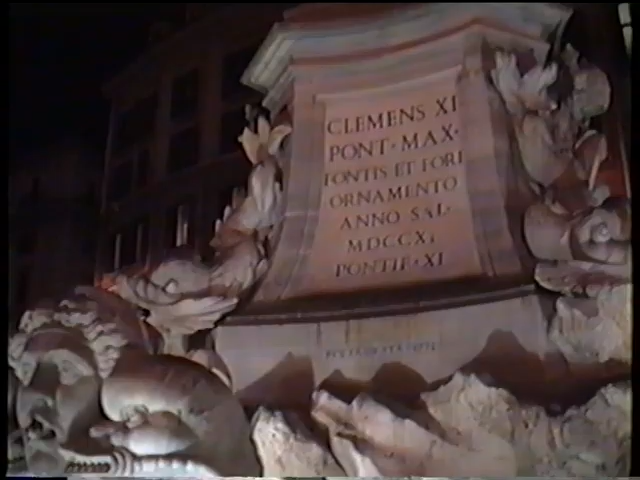 CLEMENS XI
PONT·MAX·
FONTIS ET FORI
ORNAMENTO
ANNO SAL·
MDCCXI
PONTIF·XI